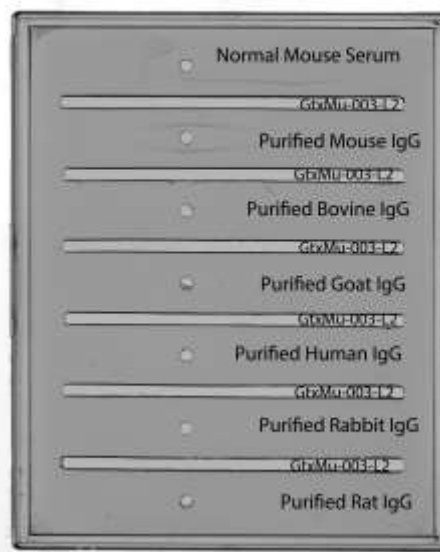 Normal Mouse Serum
GtxMu-003-L2
Purified Mouse IgG
GtxMu-003-L2
Purified Bovine IgG
GtxMu-003-L2
Purified Goat IgG
GtxMu-003-L2
Purified Human IgG
GtxMu-003-L2
Purified Rabbit IgG
GtxMu-003-L2
Purified Rat IgG